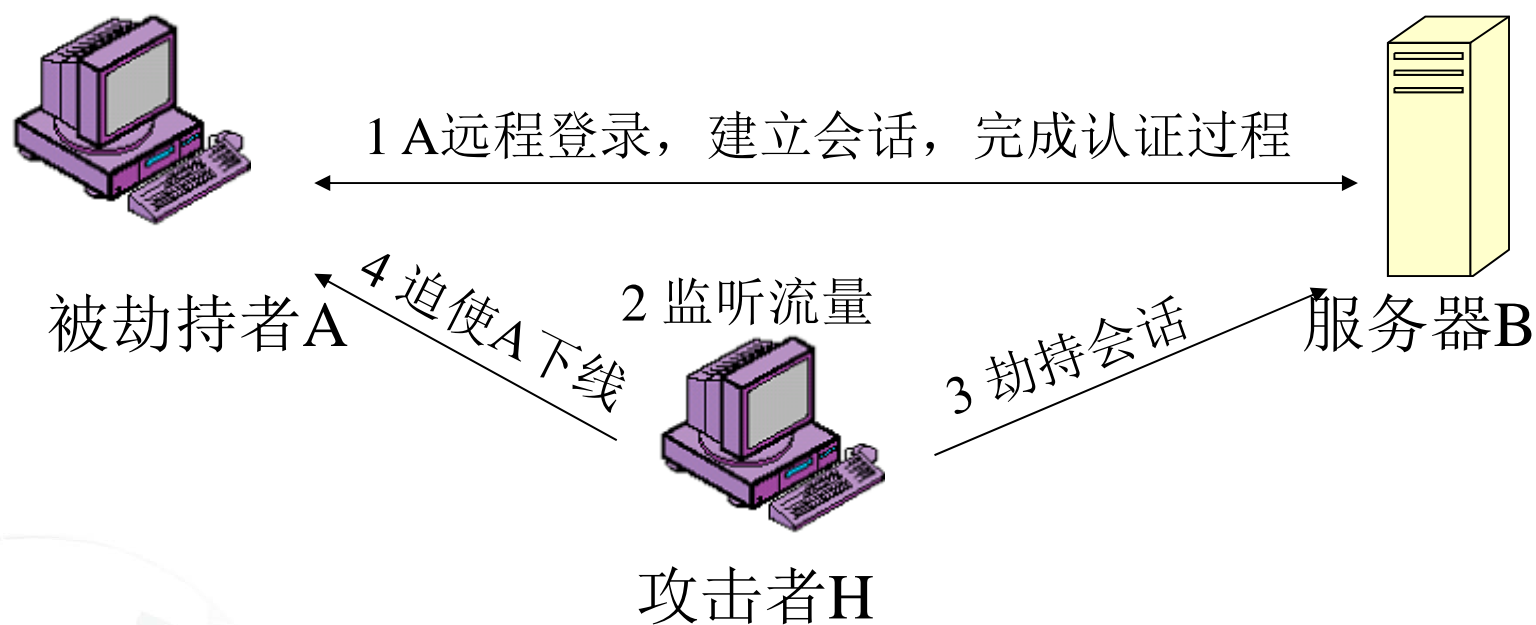 1 A远程登录，建立会话，完成认证过程
被劫持者A
4 迫使A下线
2 监听流量
3 劫持会话
服务器B
攻击者H